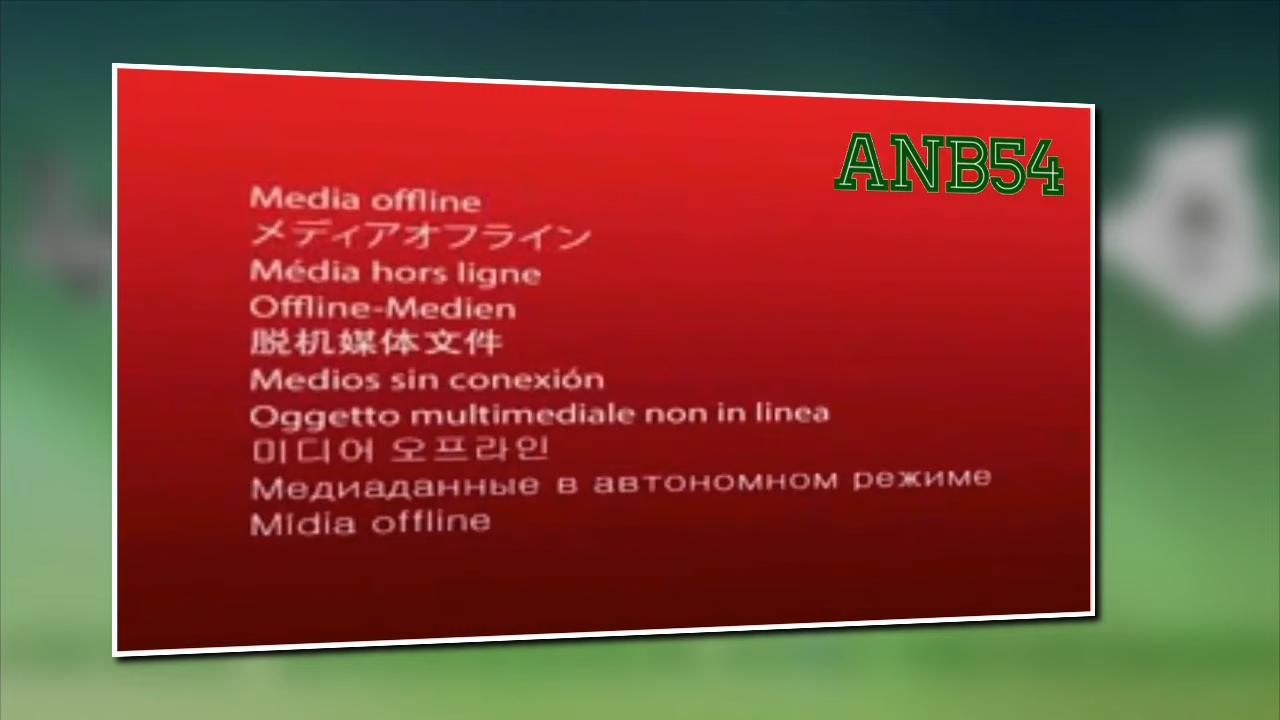 ANB54
Media offline
メディアオフライン
Média hors ligne
Offline-Medien
脱机媒体文件
Medios sin conexión
Oggetto multimediale non in linea
미디어 오프라인
Медиаданные в автономном режиме
Mídia offline